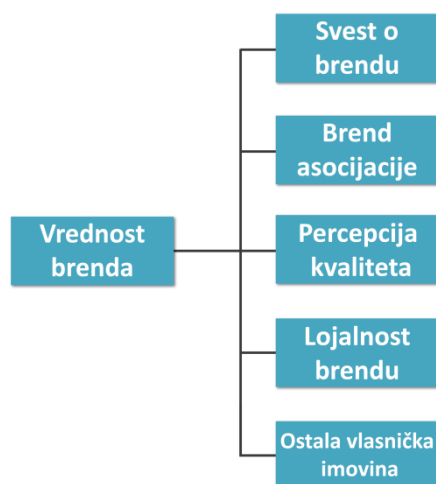 Svest o
brendu
Brend
asocijacije
Vrednost
brenda
Percepcija
kvaliteta
Lojalnost
brendu
Ostala vlasnička
imovina